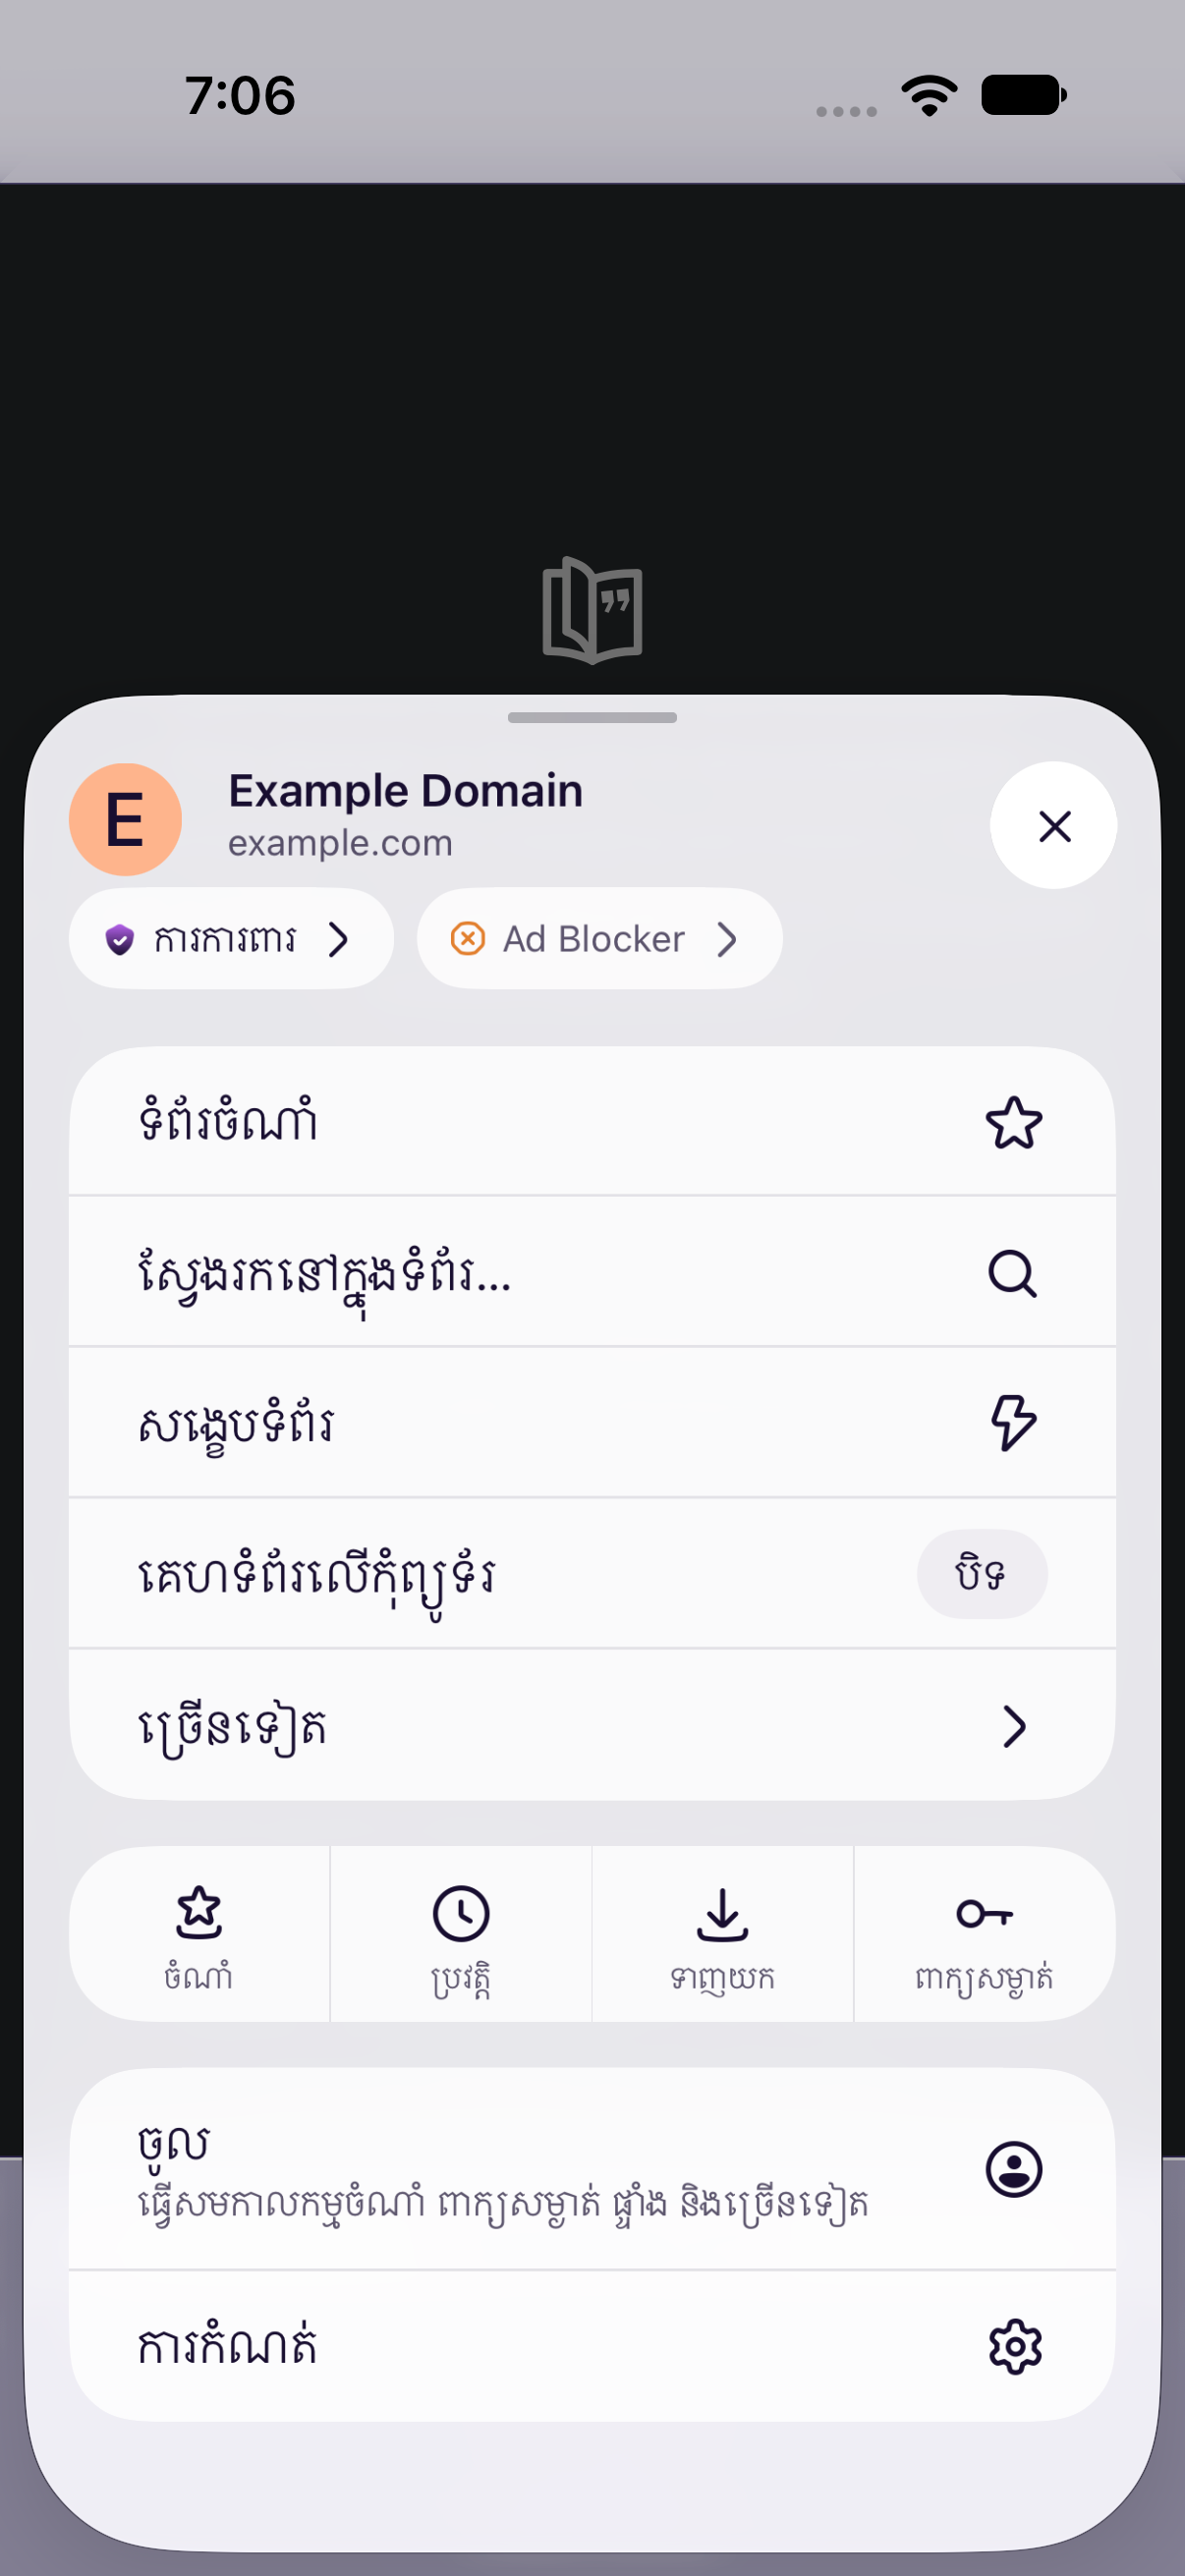 7:06
E
Example Domain
example.com
ការការពារ
Ad Blocker
ទំព័រចំណាំ
ស្វែងរកនៅក្នុងទំព័រ...
សង្ខេបទំព័រ
គេហទំព័រលើកុំព្យូទ័រ
បិទ
ច្រើនទៀត
ចំណាំ
ប្រវត្តិ
ទាញយក
ពាក្យសម្ងាត់
ចូល
ធ្វើសមកាលកម្មចំណាំ ពាក្យសម្ងាត់ ផ្ទាំង និងច្រើនទៀត
ការកំណត់